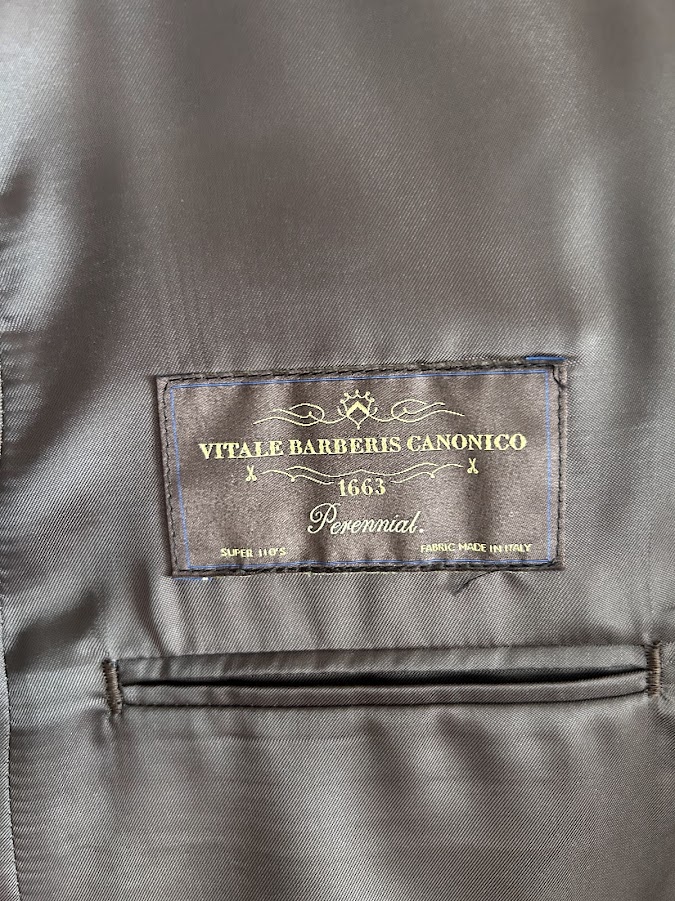 VITALE BARBERIS CANONICO
1663
Perennial.
SUPER 110'S FABRIC MADE IN ITALY